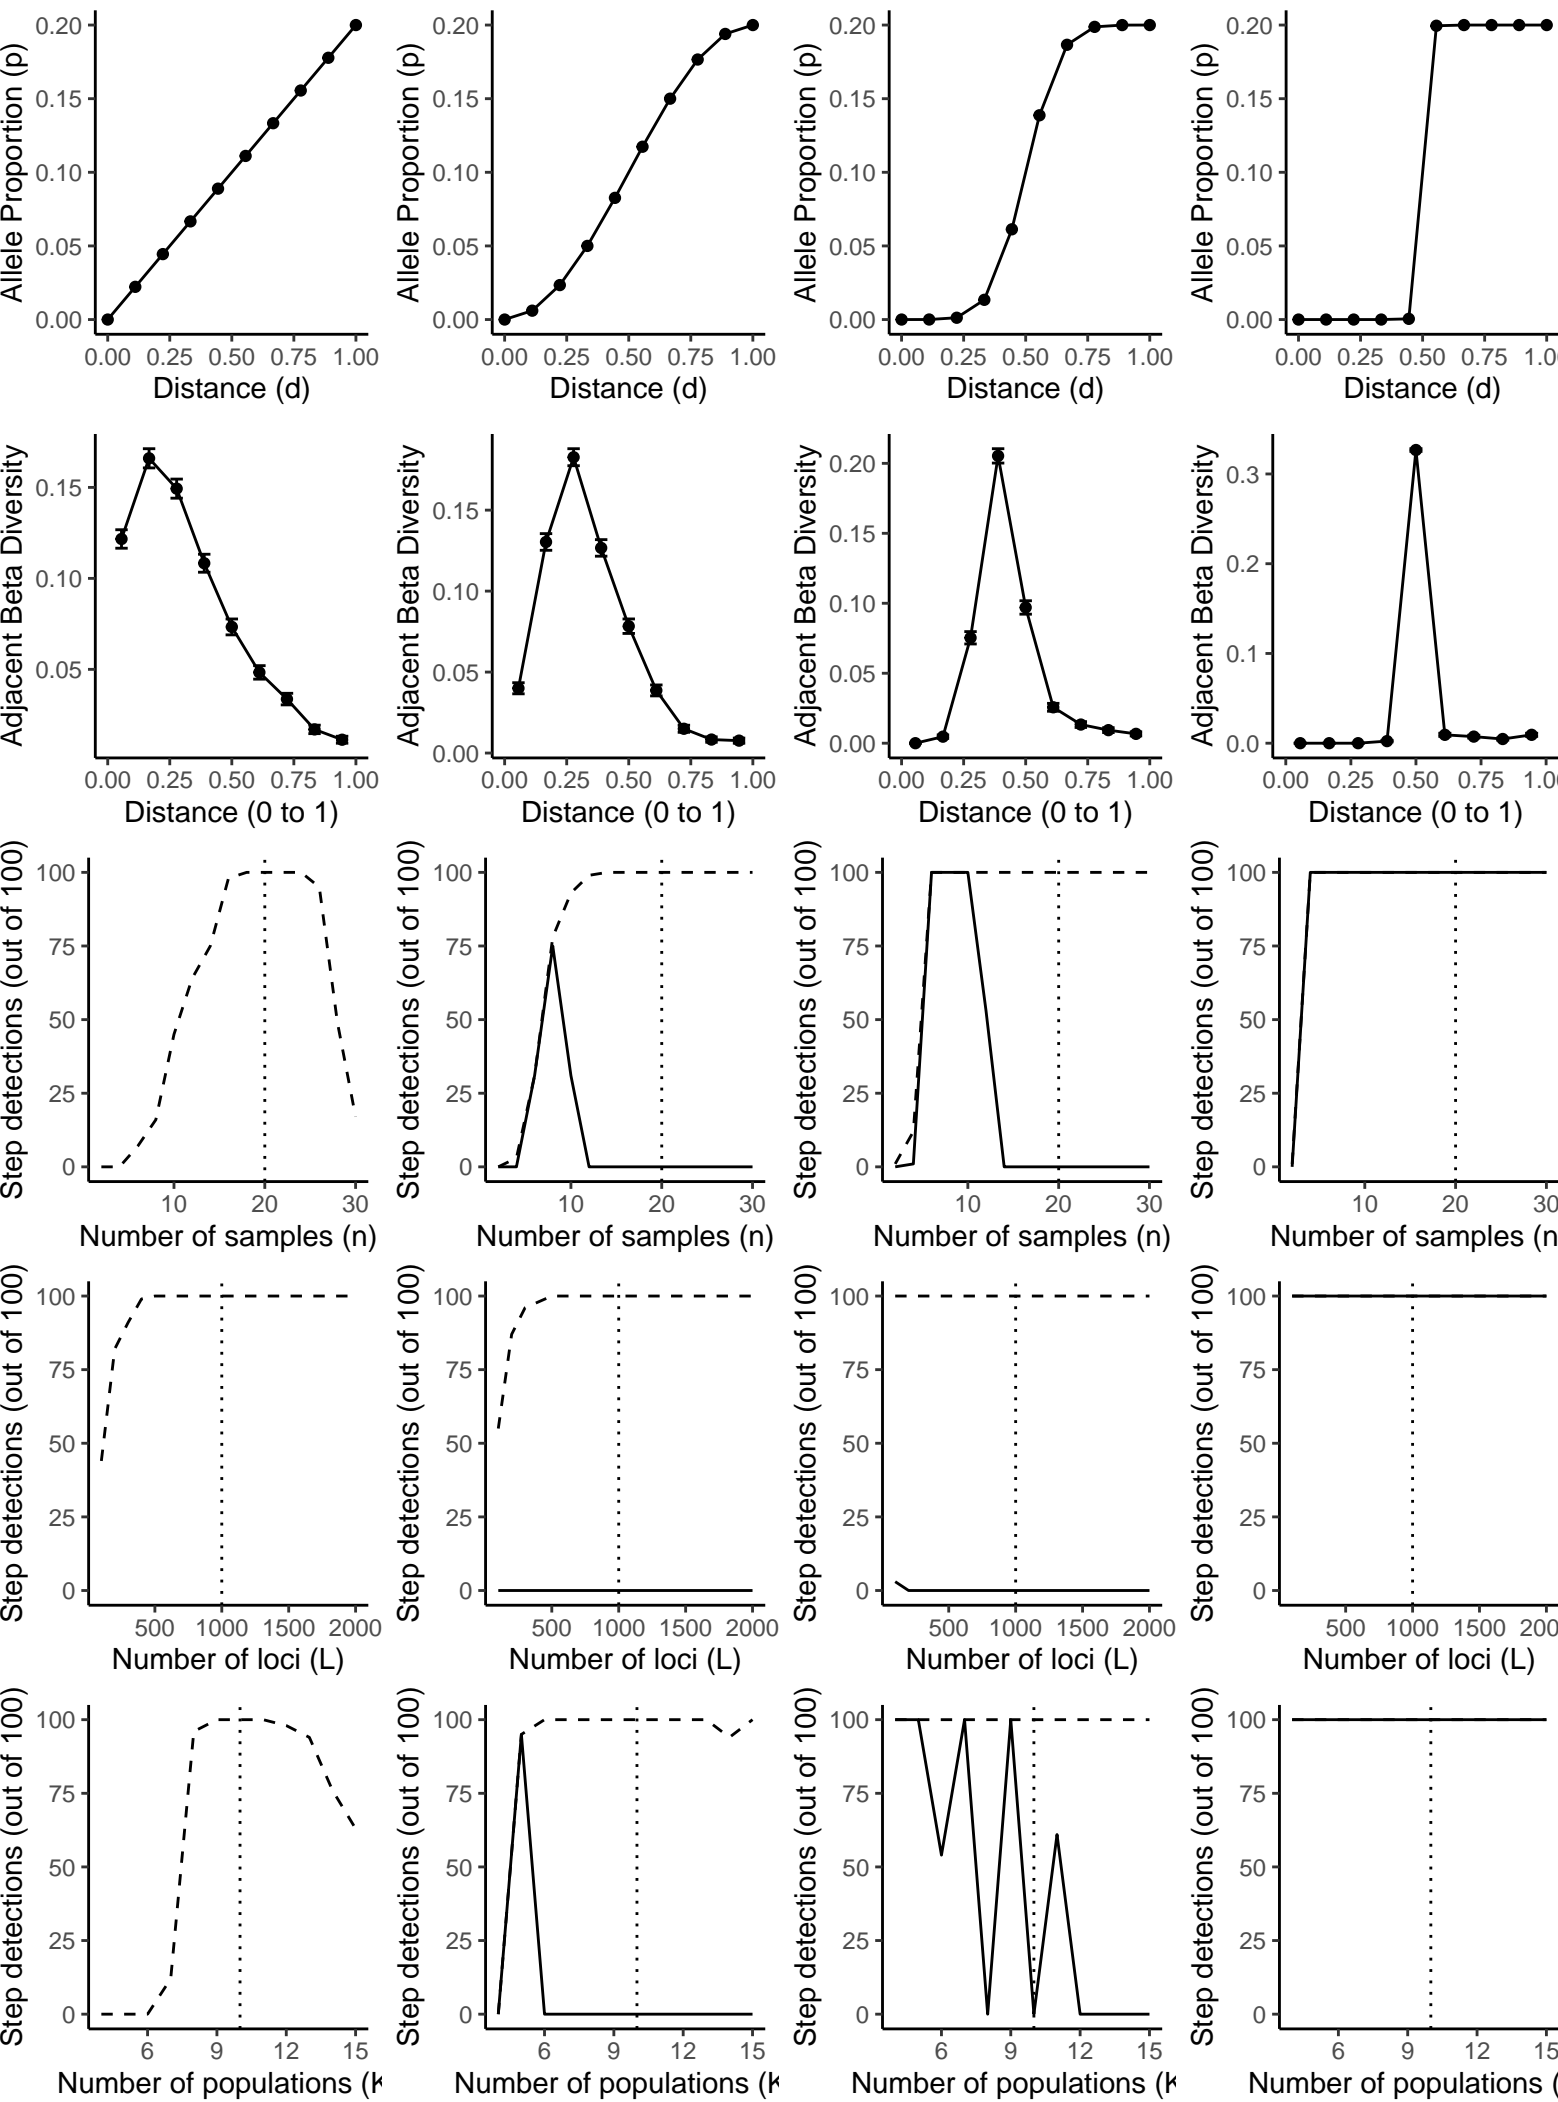 Allele Proportion (p)
0.20
0.15
0.10
0.05
0.00
0.00 0.25 0.50 0.75 1.00
Distance (d)
Allele Proportion (p)
0.20
0.15
0.10
0.05
0.00
0.00 0.25 0.50 0.75 1.00
Distance (d)
Allele Proportion (p)
0.20
0.15
0.10
0.05
0.00
0.00 0.25 0.50 0.75 1.00
Distance (d)
Allele Proportion (p)
0.20
0.15
0.10
0.05
0.00
0.00 0.25 0.50 0.75 1.0
Distance (d)
Adjacent Beta Diversity
0.15
0.10
0.05
0.00 0.25 0.50 0.75 1.00
Distance (0 to 1)
Adjacent Beta Diversity
0.15
0.10
0.05
0.00
0.00 0.25 0.50 0.75 1.00
Distance (0 to 1)
Adjacent Beta Diversity
0.20
0.15
0.10
0.05
0.00
0.00 0.25 0.50 0.75 1.00
Distance (0 to 1)
Adjacent Beta Diversity
0.3
0.2
0.1
0.0
0.00 0.25 0.50 0.75 1.0
Distance (0 to 1)
Step detections (out of 100)
100
75
50
25
0
10 20 30
Number of samples (n)
Step detections (out of 100)
100
75
50
25
0
10 20 30
Number of samples (n)
Step detections (out of 100)
100
75
50
25
0
10 20 30
Number of samples (n)
Step detections (out of 100)
100
75
50
25
0
10 20 30
Number of samples (n
Step detections (out of 100)
100
75
50
25
0
500 1000 1500 2000
Number of loci (L)
Step detections (out of 100)
100
75
50
25
0
500 1000 1500 2000
Number of loci (L)
Step detections (out of 100)
100
75
50
25
0
500 1000 1500 2000
Number of loci (L)
Step detections (out of 100)
100
75
50
25
0
500 1000 1500 200
Number of loci (L)
Step detections (out of 100)
100
75
50
25
0
6 9 12 15
Number of populations (K
Step detections (out of 100)
100
75
50
25
0
6 9 12 15
Number of populations (K
Step detections (out of 100)
100
75
50
25
0
6 9 12 15
Number of populations (K
Step detections (out of 100)
100
75
50
25
0
6 9 12 15
Number of populations (